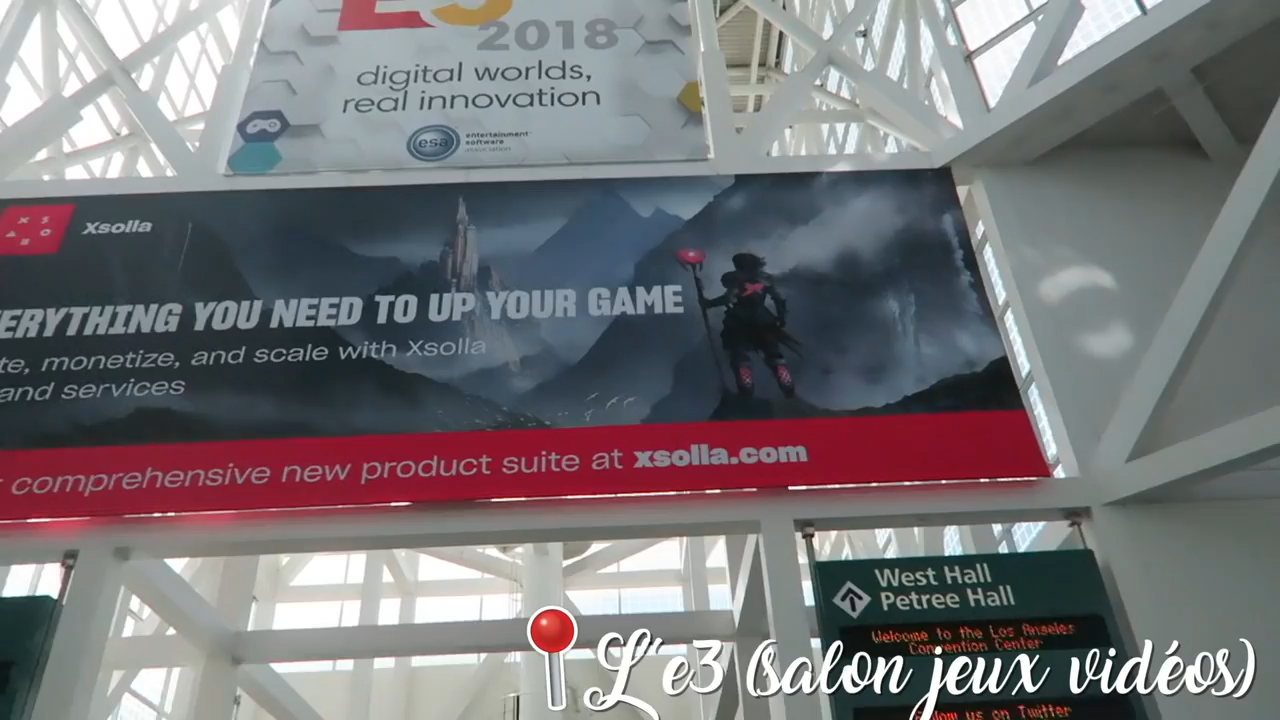 E3
2018
digital worlds,
real innovation
esa entertainment
software
association
Xsolla
ERYTHING YOU NEED TO UP YOUR GAME
te, monetize, and scale with Xsolla
and services
comprehensive new product suite at xsolla.com
West Hall
Petree Hall
Welcome to the Los Angeles
Convention Center
us on Twitter
L'e3 (salon jeux vidéos)